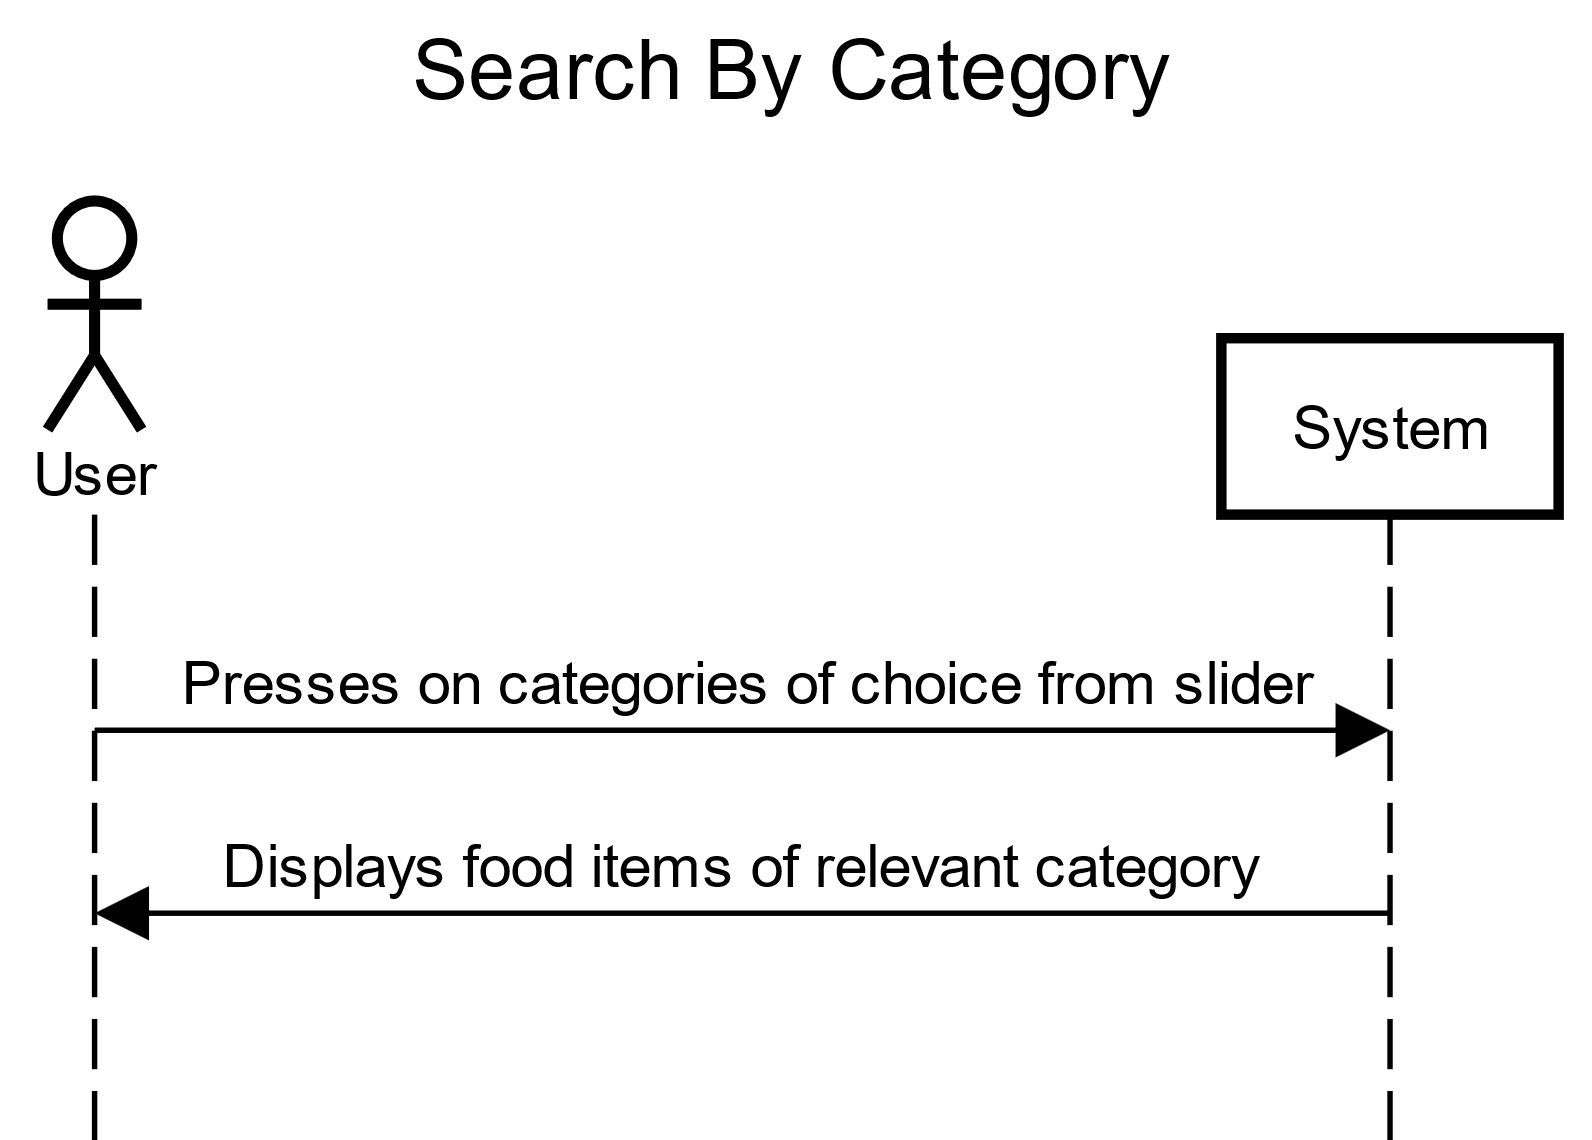 Search By Category
User
System
Presses on categories of choice from slider
Displays food items of relevant category